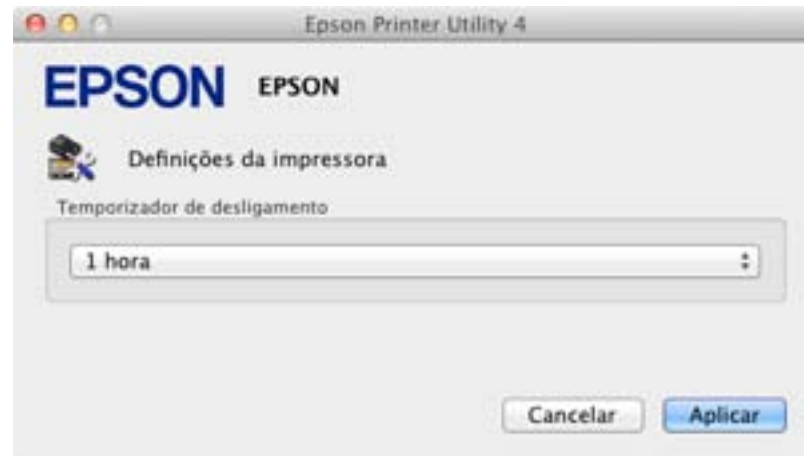 Epson Printer Utility 4
EPSON EPSON
Definições da impressora
Temporizador de desligamento
1 hora
Cancelar Aplicar